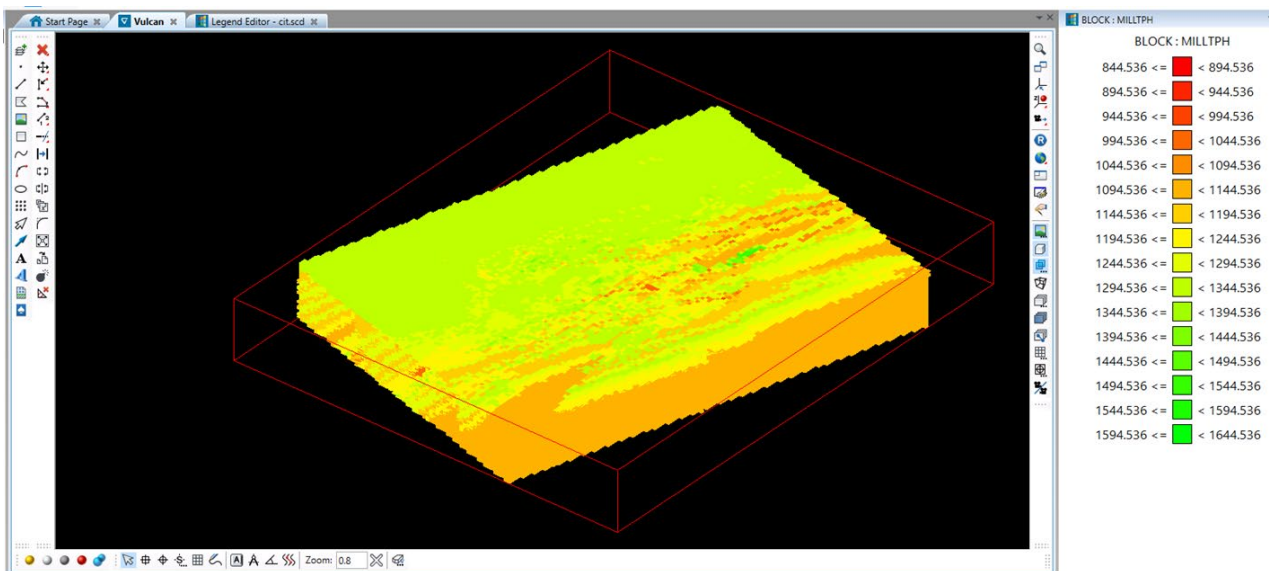 Start Page
Vulcan
Legend Editor - cit.scd
BLOCK : MILLTPH
Zoom: 0.8
BLOCK : MILLTPH
844.536 <= < 894.536
894.536 <= < 944.536
944.536 <= < 994.536
994.536 <= < 1044.536
1044.536 <= < 1094.536
1094.536 <= < 1144.536
1144.536 <= < 1194.536
1194.536 <= < 1244.536
1244.536 <= < 1294.536
1294.536 <= < 1344.536
1344.536 <= < 1394.536
1394.536 <= < 1444.536
1444.536 <= < 1494.536
1494.536 <= < 1544.536
1544.536 <= < 1594.536
1594.536 <= < 1644.536